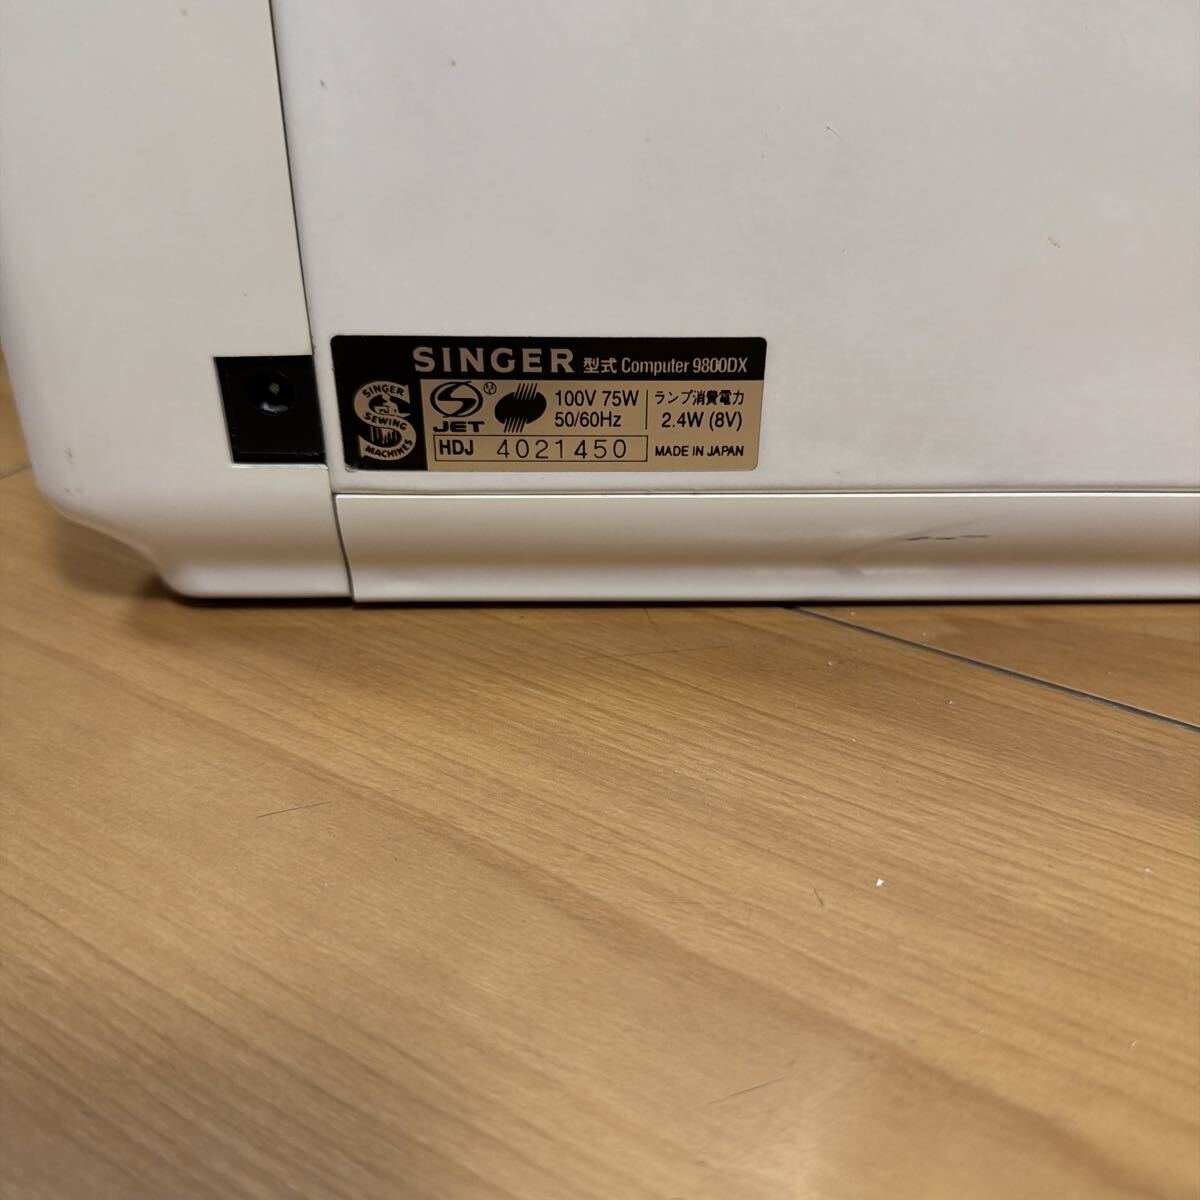 SINGER 型式 Computer 9800DX
SINGER
SEWING
MACHINES
S JET
100V 75W
50/60Hz
ランプ消費電力
2.4W (8V)
HDJ 4021450
MADE IN JAPAN